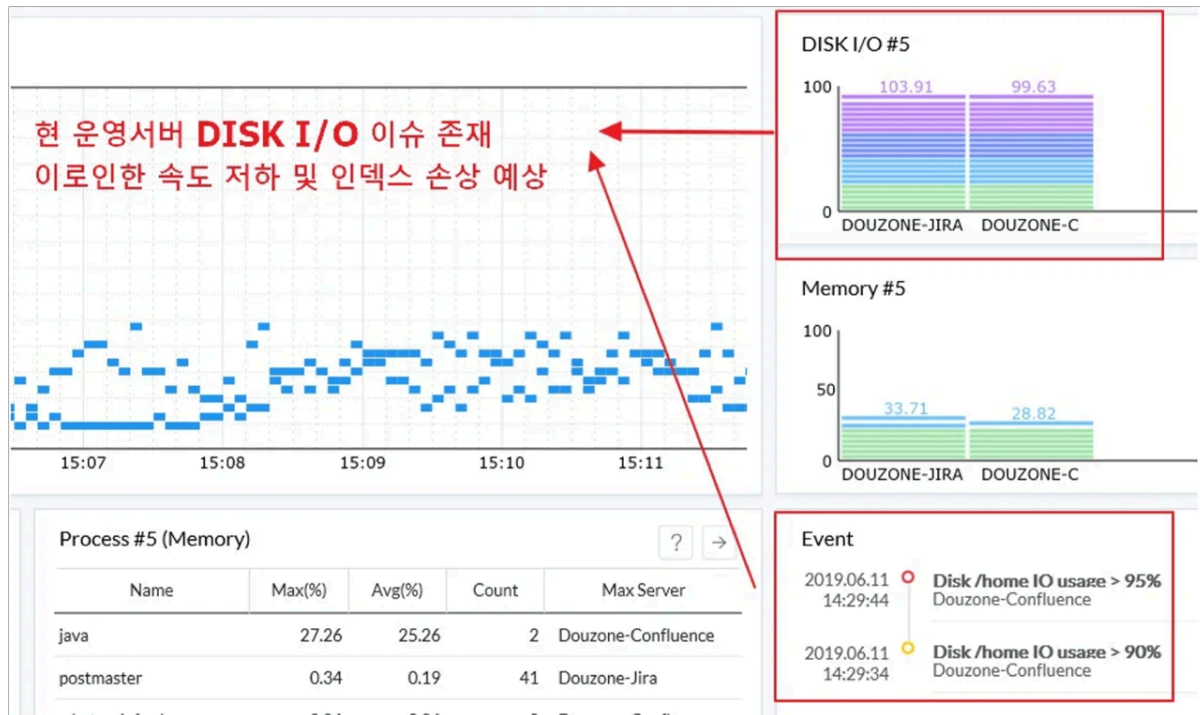 현 운영서버 DISK I/O 이슈 존재
이로인한 속도 저하 및 인덱스 손상 예상
15:07 15:08 15:09 15:10 15:11
DISK I/O #5
100
103.91 99.63
0
DOUZONE-JIRA DOUZONE-C
Memory #5
100
50
33.71 28.82
0
DOUZONE-JIRA DOUZONE-C
Process #5 (Memory)
? →
Name Max(%) Avg(%) Count Max Server
java 27.26 25.26 2 Douzone-Confluence
postmaster 0.34 0.19 41 Douzone-Jira
Event
2019.06.11 Disk /home IO usage > 95%
14:29:44 Douzone-Confluence
2019.06.11 Disk /home IO usage > 90%
14:29:34 Douzone-Confluence